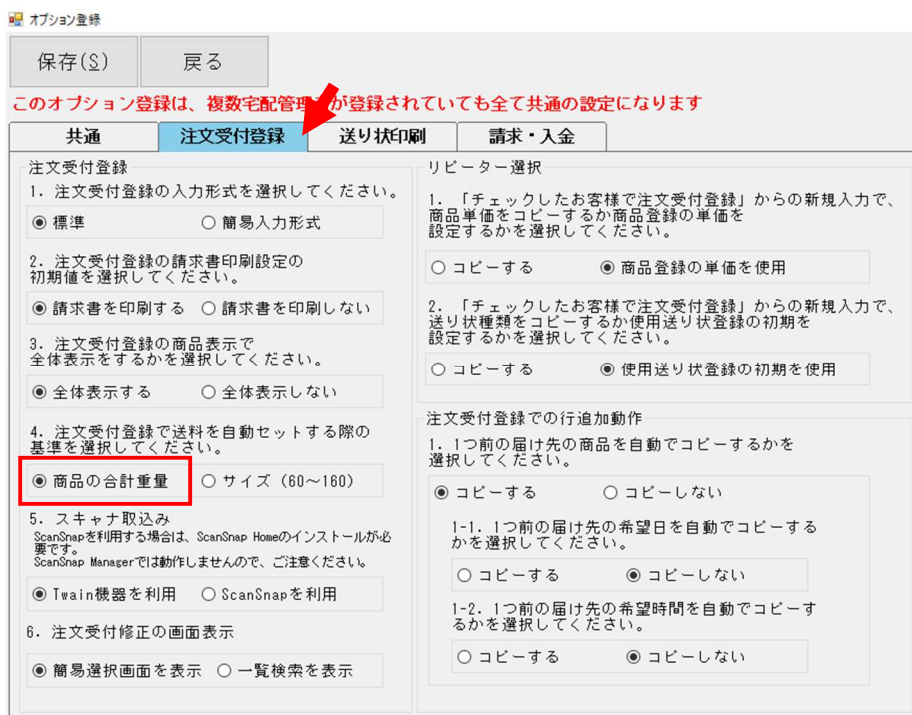 オプション登録
保存(S) 戻る
このオプション登録は、複数宅配管理 が登録されていても全て共通の設定になります
共通 注文受付登録 送り状印刷 請求・入金
注文受付登録
1. 注文受付登録の入力形式を選択してください。
標準 簡易入力形式
2. 注文受付登録の請求書印刷設定の
初期値を選択してください。
請求書を印刷する 請求書を印刷しない
3. 注文受付登録の商品表示で
全体表示をするかを選択してください。
全体表示する 全体表示しない
4. 注文受付登録で送料を自動セットする際の
基準を選択してください。
商品の合計重量 サイズ (60～160)
5. スキャナ取込み
ScanSnapを利用する場合は、ScanSnap Homeのインストールが必
要です。
ScanSnap Managerでは動作しませんので、ご注意ください。
Twain機器を利用 ScanSnapを利用
6. 注文受付修正の画面表示
簡易選択画面を表示 一覧検索を表示
リピーター選択
1. 「チェックしたお客様で注文受付登録」からの新規入力で、
商品単価をコピーするか商品登録の単価を
設定するかを選択してください。
コピーする 商品登録の単価を使用
2. 「チェックしたお客様で注文受付登録」からの新規入力で、
送り状種類をコピーするか使用送り状登録の初期を
設定するかを選択してください。
コピーする 使用送り状登録の初期を使用
注文受付登録での行追加動作
1. 1つ前の届け先の商品を自動でコピーするかを
選択してください。
コピーする コピーしない
1-1. 1つ前の届け先の希望日を自動でコピーする
かを選択してください。
コピーする コピーしない
1-2. 1つ前の届け先の希望時間を自動でコピーす
るかを選択してください。
コピーする コピーしない